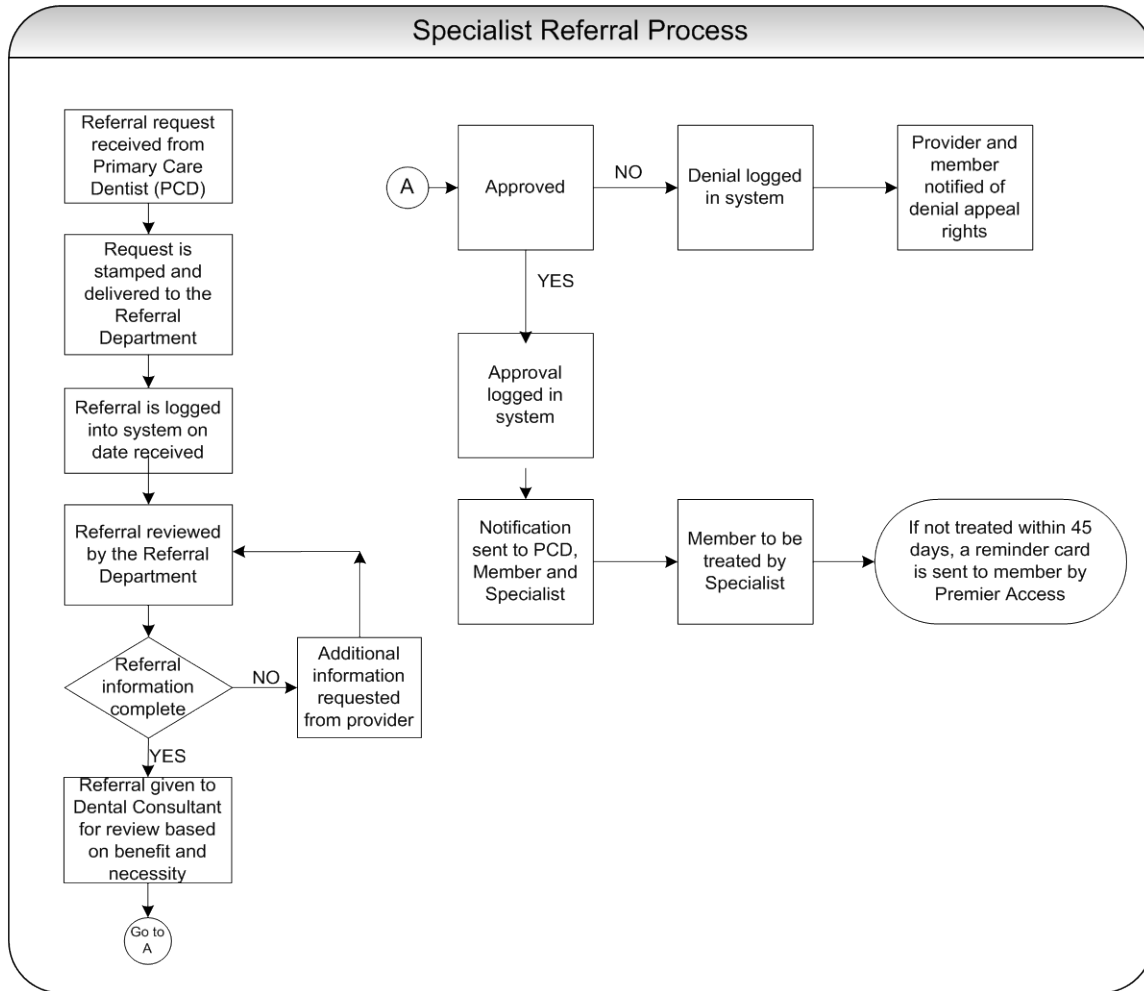 Specialist Referral Process
Referral request
received from
Primary Care
Dentist (PCD)
Request is
stamped and
delivered to the
Referral
Department
Referral is logged
into system on
date received
Referral reviewed
by the Referral
Department
Referral
information
complete
NO
Additional
information
requested
from provider
YES
Referral given to
Dental Consultant
for review based
on benefit and
necessity
Go to
A
A
Approved
NO
Denial logged
in system
Provider and
member
notified of
denial appeal
rights
YES
Approval
logged in
system
Notification
sent to PCD,
Member and
Specialist
Member to be
treated by
Specialist
If not treated within 45
days, a reminder card
is sent to member by
Premier Access